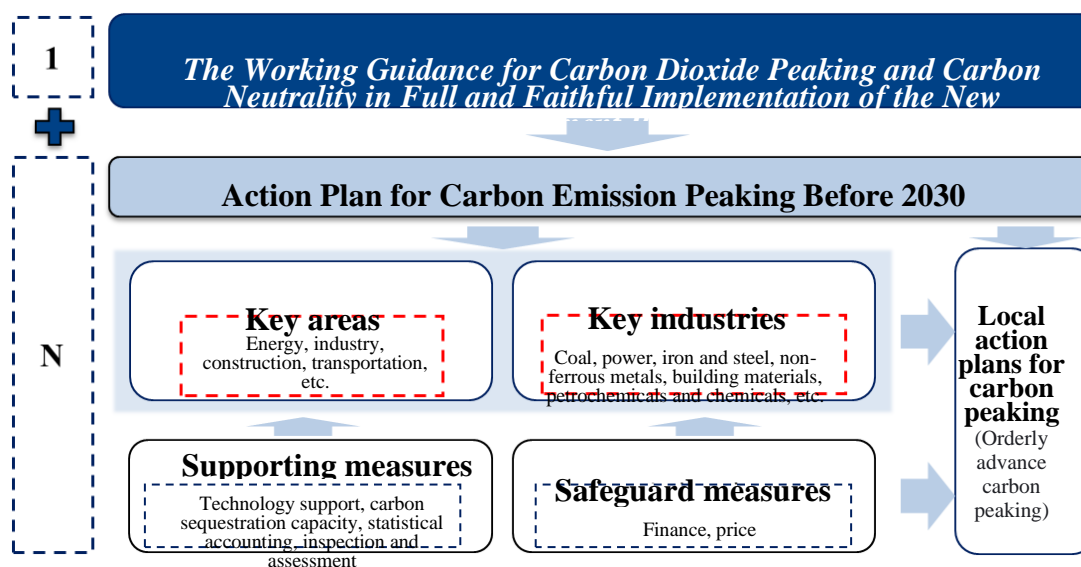 1
The Working Guidance for Carbon Dioxide Peaking and Carbon
Neutrality in Full and Faithful Implementation of the New
N
Action Plan for Carbon Emission Peaking Before 2030
Key areas
Energy, industry,
construction, transportation,
etc.
Key industries
Coal, power, iron and steel, non-
ferrous metals, building materials,
petrochemicals and chemicals, etc.
Supporting measures
Technology support, carbon
sequestration capacity, statistical
accounting, inspection and
assessment
Safeguard measures
Finance, price
Local
action
plans for
carbon
peaking
(Orderly
advance
carbon
peaking)